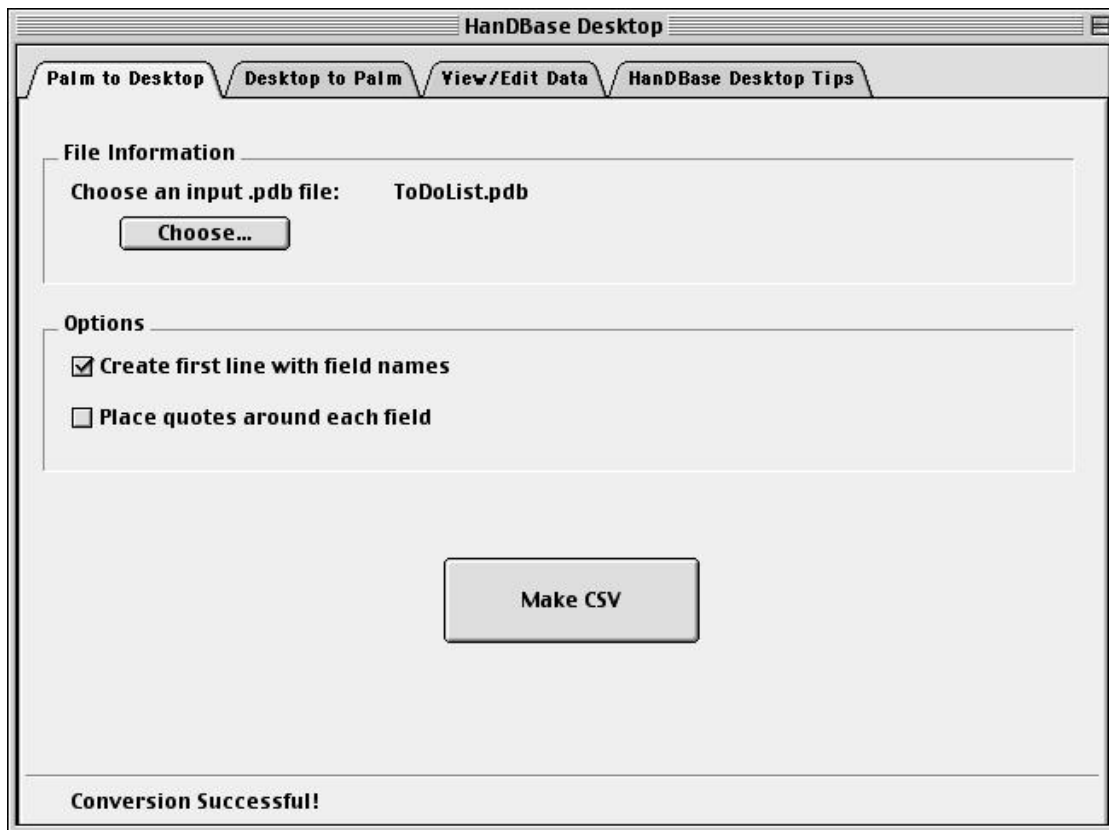 HanDBase Desktop
Palm to Desktop Desktop to Palm View/Edit Data HanDBase Desktop Tips
File Information
Choose an input .pdb file: ToDoList.pdb
Choose...
Options
Create first line with field names
Place quotes around each field
Make CSV
Conversion Successful!